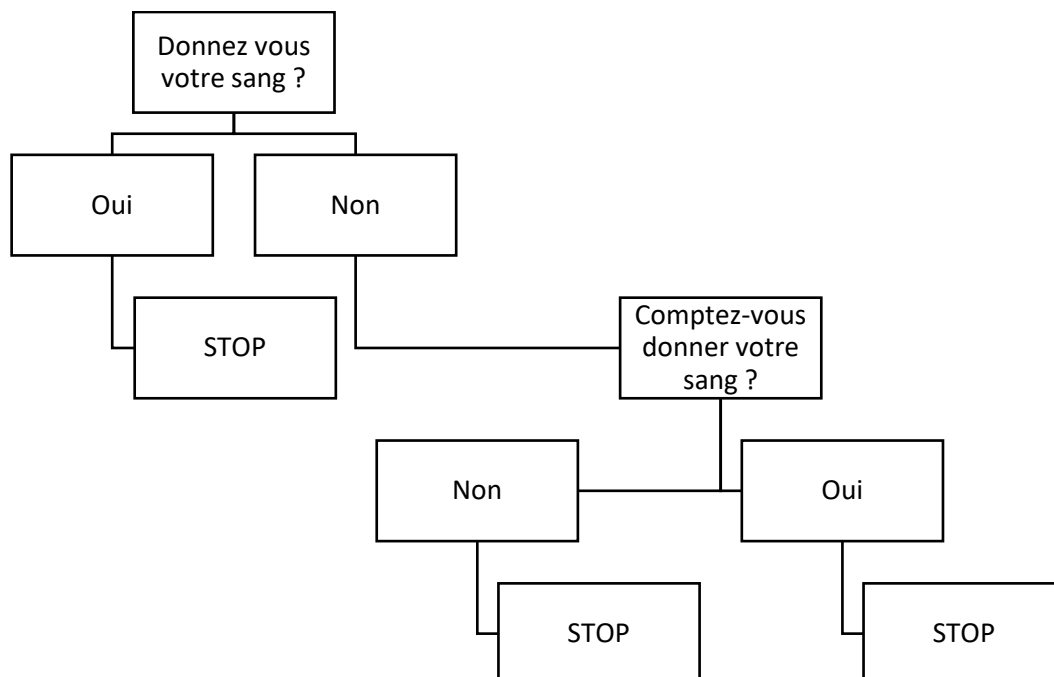 Donnez vous
votre sang ?
Oui
Non
STOP
Comptez-vous
donner votre
sang ?
Non
Oui
STOP
STOP